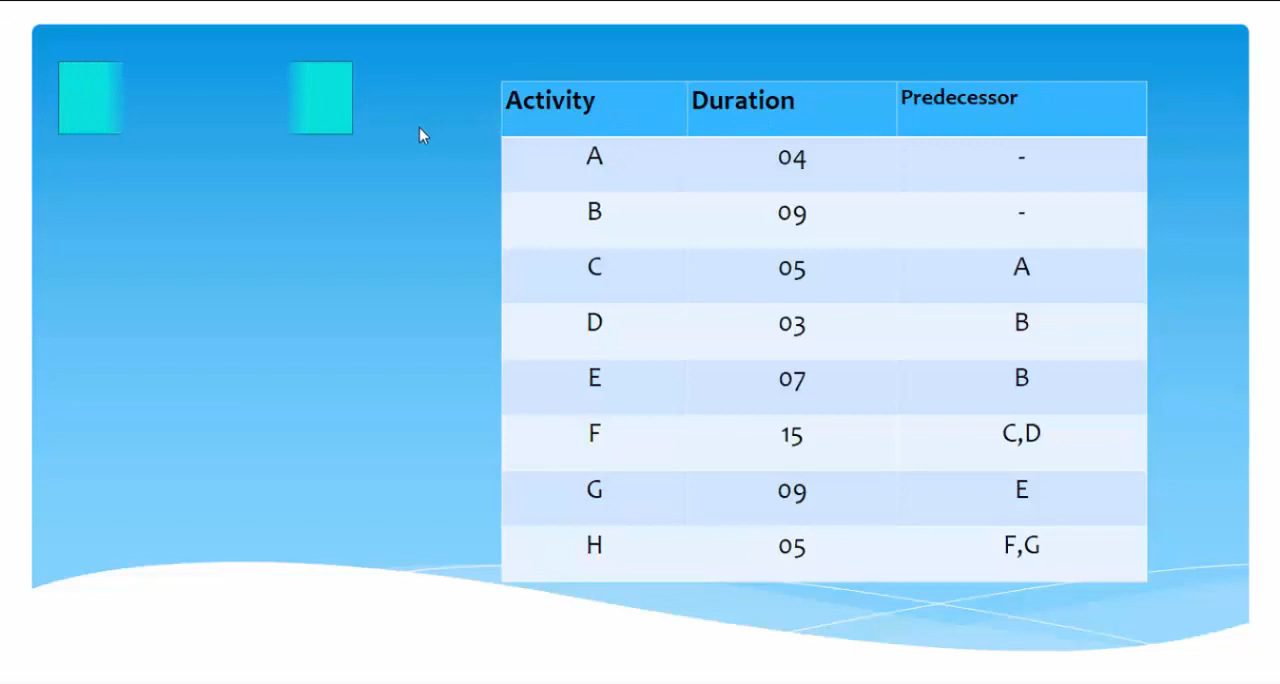 Activity Duration Predecessor
A 04 -
B 09 -
C 05 A
D 03 B
E 07 B
F 15 C,D
G 09 E
H 05 F,G